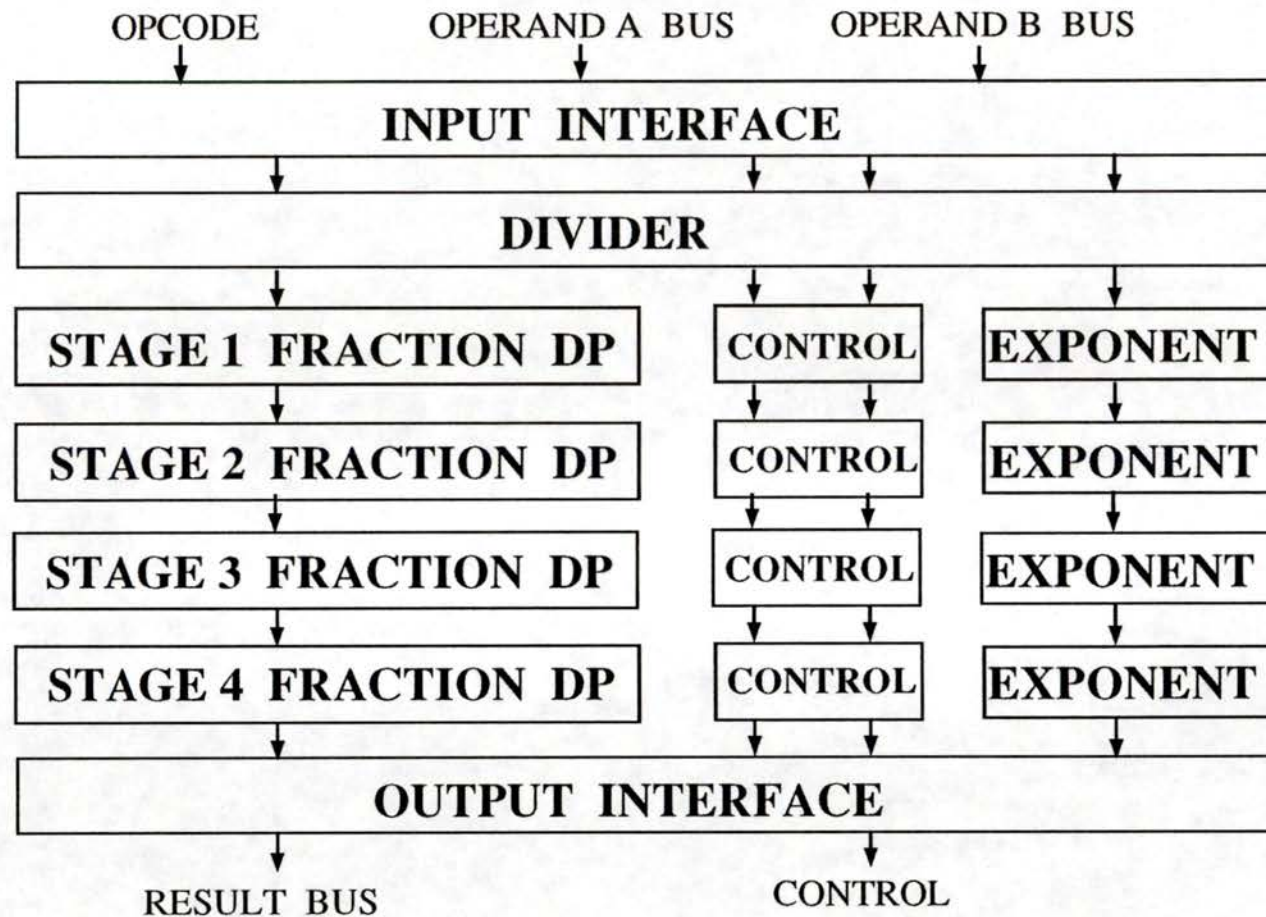 OPCODE OPERAND A BUS OPERAND B BUS
INPUT INTERFACE
DIVIDER
STAGE 1 FRACTION DP CONTROL EXPONENT
STAGE 2 FRACTION DP CONTROL EXPONENT
STAGE 3 FRACTION DP CONTROL EXPONENT
STAGE 4 FRACTION DP CONTROL EXPONENT
OUTPUT INTERFACE
RESULT BUS CONTROL